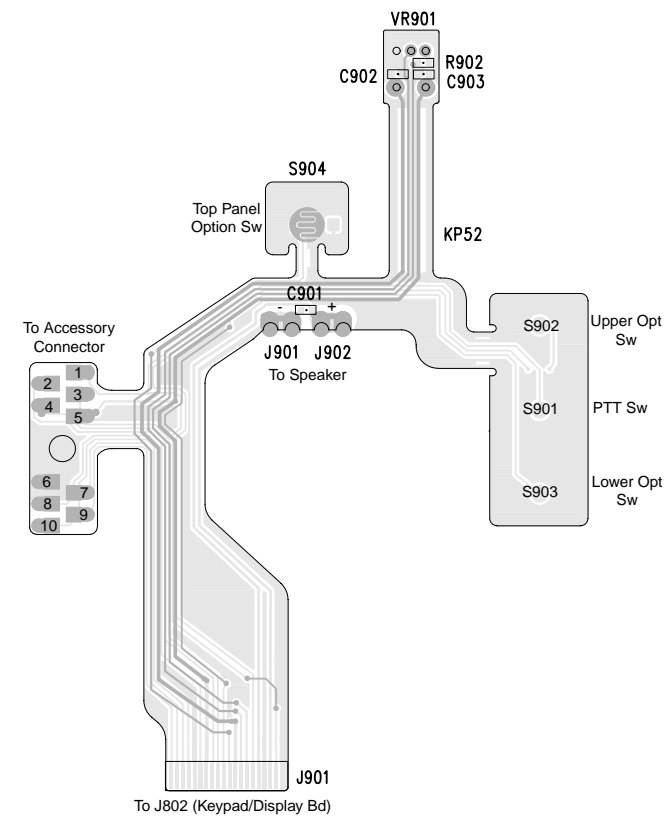 VR901
R902
C902
C903
S904
Top Panel
Option Sw
KP52
C901
- +
To Accessory
Connector
J901 J902
To Speaker
S902
Upper Opt
Sw
1
2
3
4
5
S901
PTT Sw
6
7
8
9
10
S903
Lower Opt
Sw
J901
To J802 (Keypad/Display Bd)